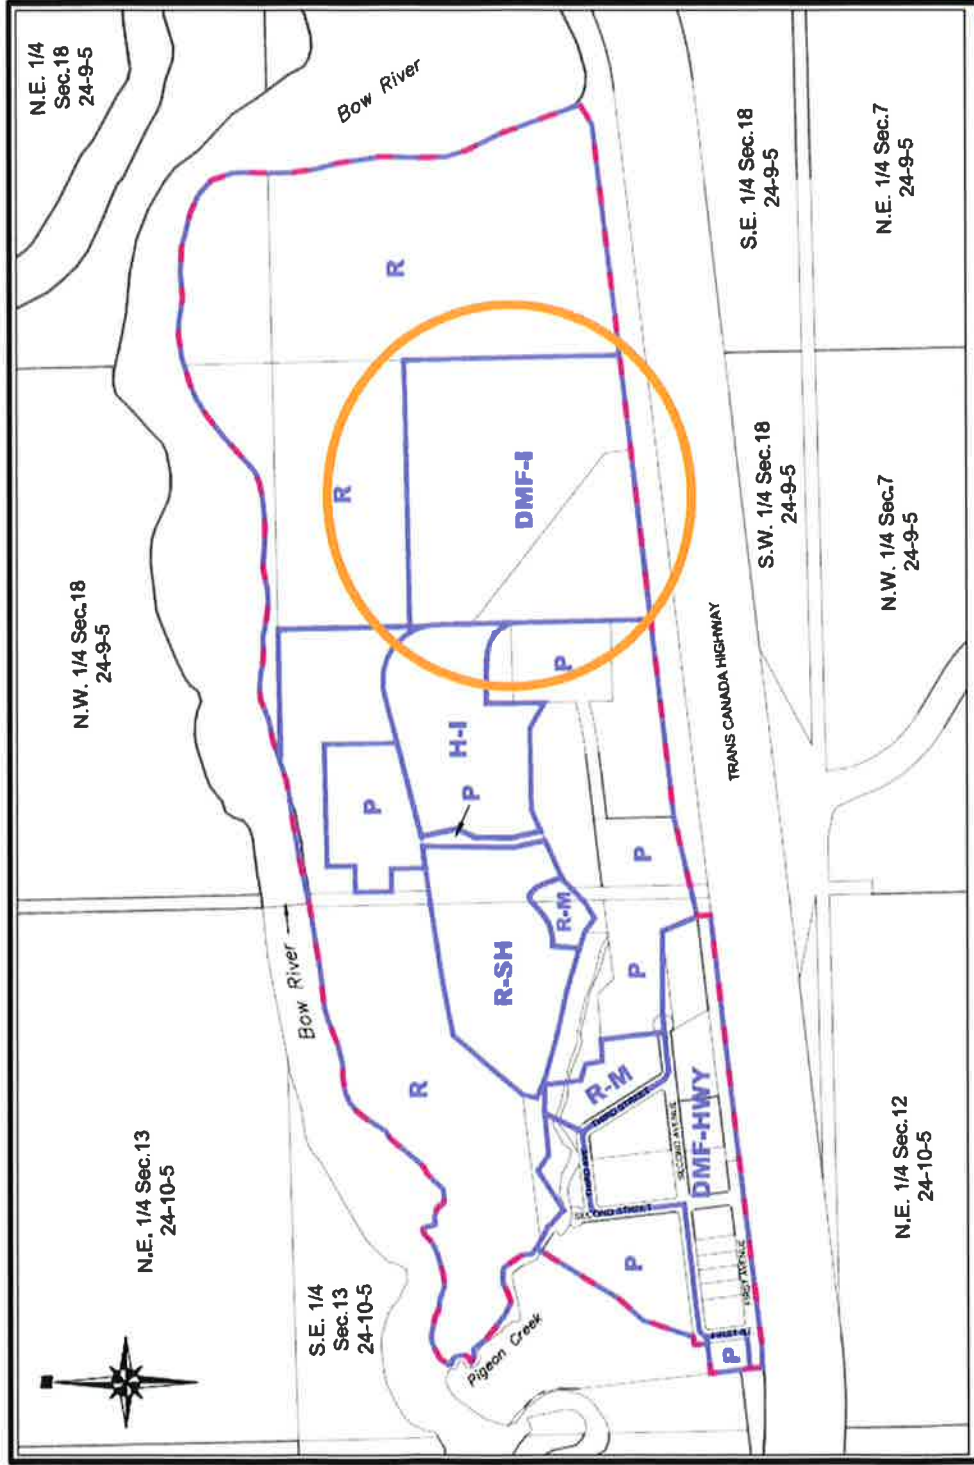 N.E. 1/4
Sec.18
24-9-5
Bow River
N.W. 1/4 Sec.18
24-9-5
N.E. 1/4 Sec.13
24-10-5
S.E. 1/4
Sec.13
24-10-5
Bow River
Pigeon Creek
R
R
R
DMF-I
H-I
P
P
P
P
P
P
P
R-SH
R-M
R-M
DMF-HWY
THIRD STREET
SECOND STREET
SECOND AVENUE
FIRST AVENUE
TRANS CANADA HIGHWAY
S.E. 1/4 Sec.18
24-9-5
N.E. 1/4 Sec.7
24-9-5
S.W. 1/4 Sec.18
24-9-5
N.W. 1/4 Sec.7
24-9-5
N.E. 1/4 Sec.12
24-10-5